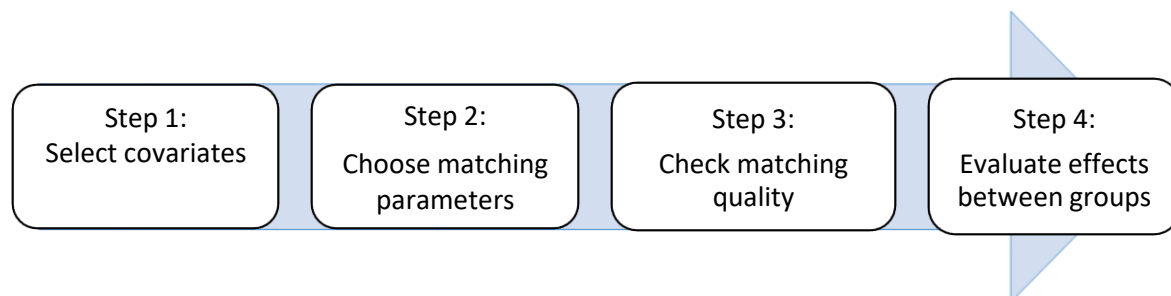 Step 1:
Select covariates
Step 2:
Choose matching
parameters
Step 3:
Check matching
quality
Step 4:
Evaluate effects
between groups